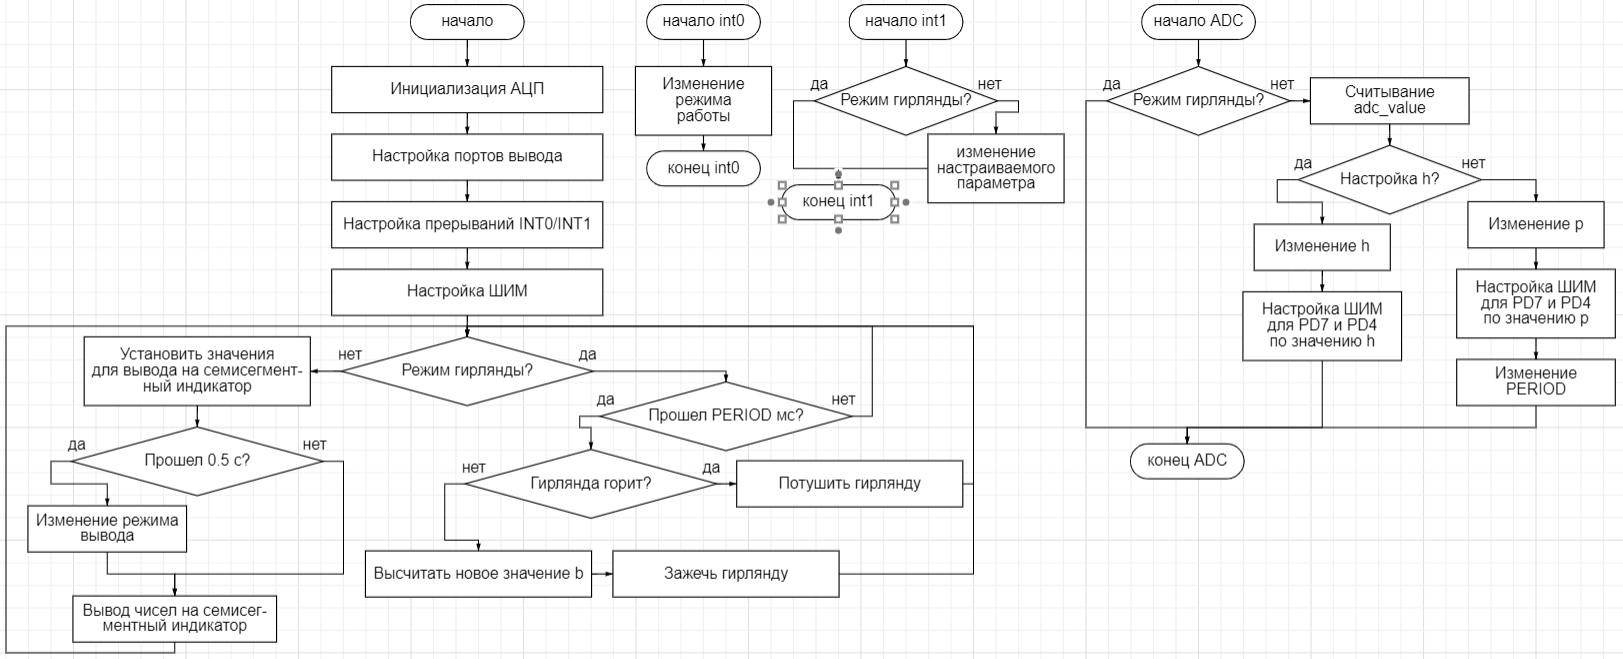 начало
Инициализация АЦП
Настройка портов вывода
Настройка прерываний INT0/INT1
Настройка ШИМ
Режим гирлянды?
нет
да
Установить значения
для вывода на семисегмент-
ный индикатор
Прошел 0.5 с?
да
нет
Изменение режима
вывода
Вывод чисел на семисег-
ментный индикатор
Прошел PERIOD мс?
да
нет
Гирлянда горит?
нет
да
Потушить гирлянду
Высчитать новое значение b
Зажечь гирлянду
начало int0
Изменение
режима
работы
конец int0
начало int1
да
нет
Режим гирлянды?
изменение
настраиваемого
параметра
конец int1
начало ADC
да
нет
Режим гирлянды?
Считывание
adc_value
да
нет
Настройка h?
Изменение h
Настройка ШИМ
для PD7 и PD4
по значению h
Изменение p
Настройка ШИМ
для PD7 и PD4
по значению p
Изменение
PERIOD
конец ADC